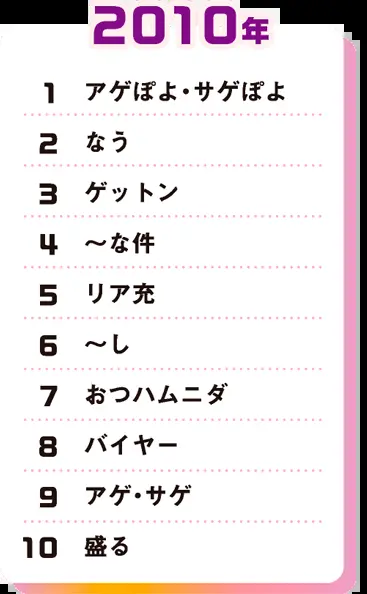 2010年
1 アゲぽよ・サゲぽよ
2 なう
3 ゲットン
4 〜な件
5 リア充
6 〜し
7 おつハムニダ
8 バイヤー
9 アゲ・サゲ
10 盛る